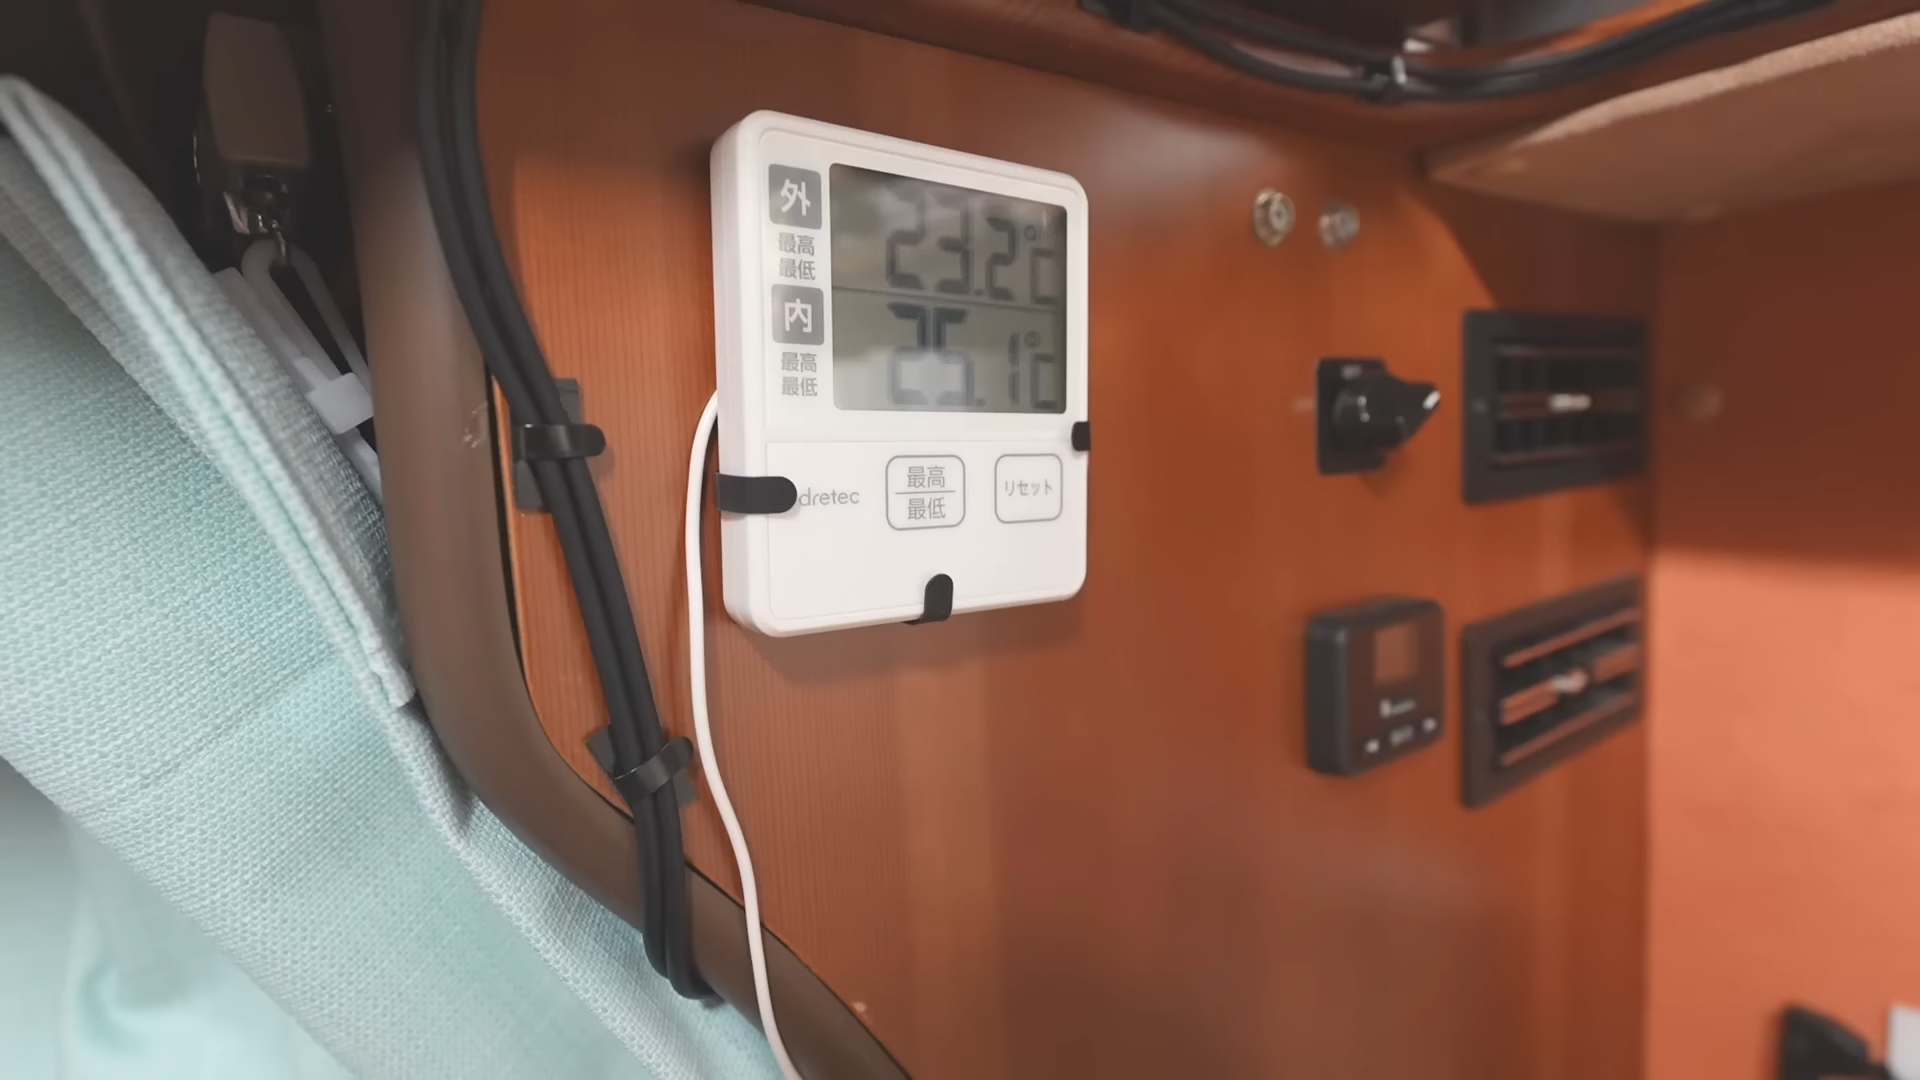 外
最高
最低
23.2℃
内
最高
最低
25.1℃
dretec
最高
最低
リセット